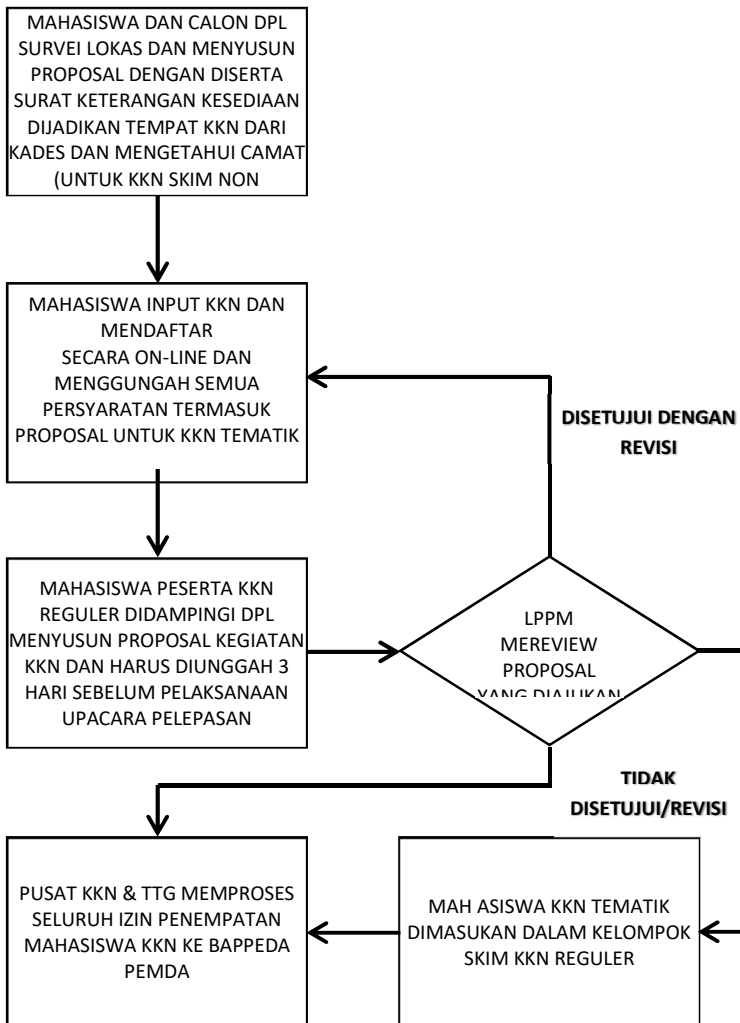 MAHASISWA DAN CALON DPL
SURVEI LOKAS DAN MENYUSUN
PROPOSAL DENGAN DISERTA
SURAT KETERANGAN KESEDIAAN
DIJADIKAN TEMPAT KKN DARI
KADES DAN MENGETAHUI CAMAT
(UNTUK KKN SKIM NON
MAHASISWA INPUT KKN DAN
MENDAFTAR
SECARA ON-LINE DAN
MENGGUNGAH SEMUA
PERSYARATAN TERMASUK
PROPOSAL UNTUK KKN TEMATIK
DISETUJUI DENGAN
REVISI
MAHASISWA PESERTA KKN
REGULER DIDAMPINGI DPL
MENYUSUN PROPOSAL KEGIATAN
KKN DAN HARUS DIUNGGAH 3
HARI SEBELUM PELAKSANAAN
UPACARA PELEPASAN
LPPM
MEREVIEW
PROPOSAL
YANG DIAJUKAN
TIDAK
DISETUJUI/REVISI
PUSAT KKN & TTG MEMPROSES
SELURUH IZIN PENEMPATAN
MAHASISWA KKN KE BAPPEDA
PEMDA
MAH ASISWA KKN TEMATIK
DIMASUKAN DALAM KELOMPOK
SKIM KKN REGULER